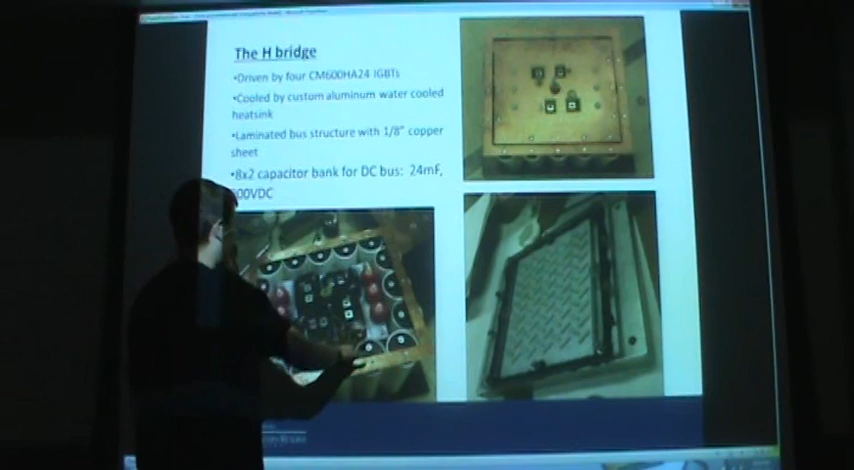 The H bridge
•Driven by four CM600HA24 IGBTs
•Cooled by custom aluminum water cooled
heatsink
•Laminated bus structure with 1/8" copper
sheet
•8x2 capacitor bank for DC bus: 24mF,
00VDC